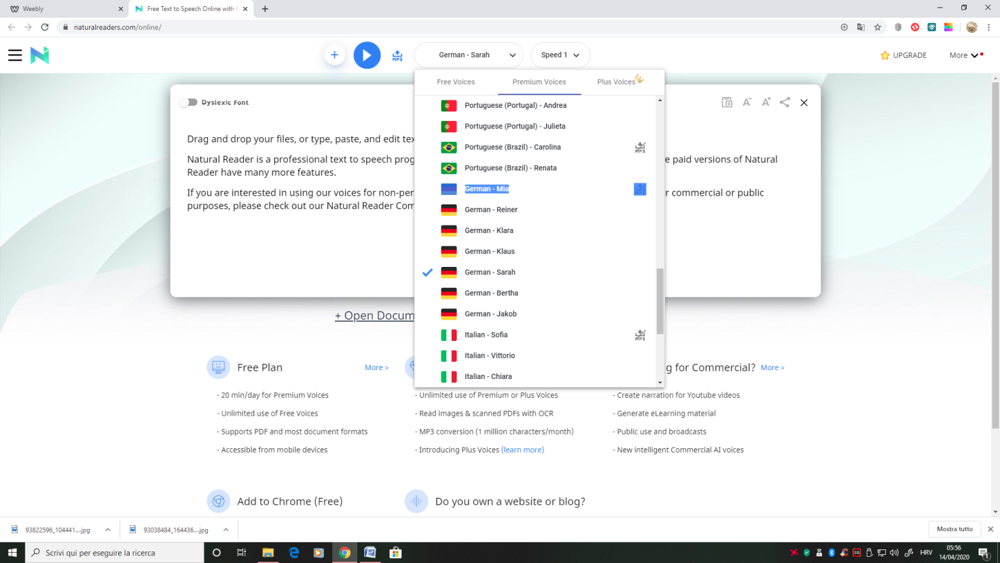 Weebly
Free Text to Speech Online with
naturalreaders.com/online/
MP3
German - Sarah
Speed 1
UPGRADE
More
Free Voices
Premium Voices
Plus Voices
Dyslexic Font
A-
A+
Portuguese (Portugal) - Andrea
Portuguese (Portugal) - Julieta
Portuguese (Brazil) - Carolina
MP3
Portuguese (Brazil) - Renata
German - Mia
MP3
German - Reiner
German - Klara
German - Klaus
German - Sarah
German - Bertha
German - Jakob
Italian - Sofia
MP3
Italian - Vittorio
Italian - Chiara
Drag and drop your files, or type, paste, and edit tex
Natural Reader is a professional text to speech prog e paid versions of Natural
Reader have many more features.
If you are interested in using our voices for non-per r commercial or public
purposes, please check out our Natural Reader Com
+ Open Docum
Free Plan
More >
- 20 min/day for Premium Voices
- Unlimited use of Free Voices
- Supports PDF and most document formats
- Accessible from mobile devices
- Unlimited use of Premium or Plus Voices
- Read images & scanned PDFs with OCR
- MP3 conversion (1 million characters/month)
- Introducing Plus Voices (learn more)
g for Commercial?
More >
- Create narration for Youtube videos
- Generate eLearning material
- Public use and broadcasts
- New intelligent Commercial AI voices
Add to Chrome (Free)
Do you own a website or blog?
93822596_104441....jpg
93038484_164436....jpg
Mostra tutto
Scrivi qui per eseguire la ricerca
HRV
05:56
14/04/2020
1